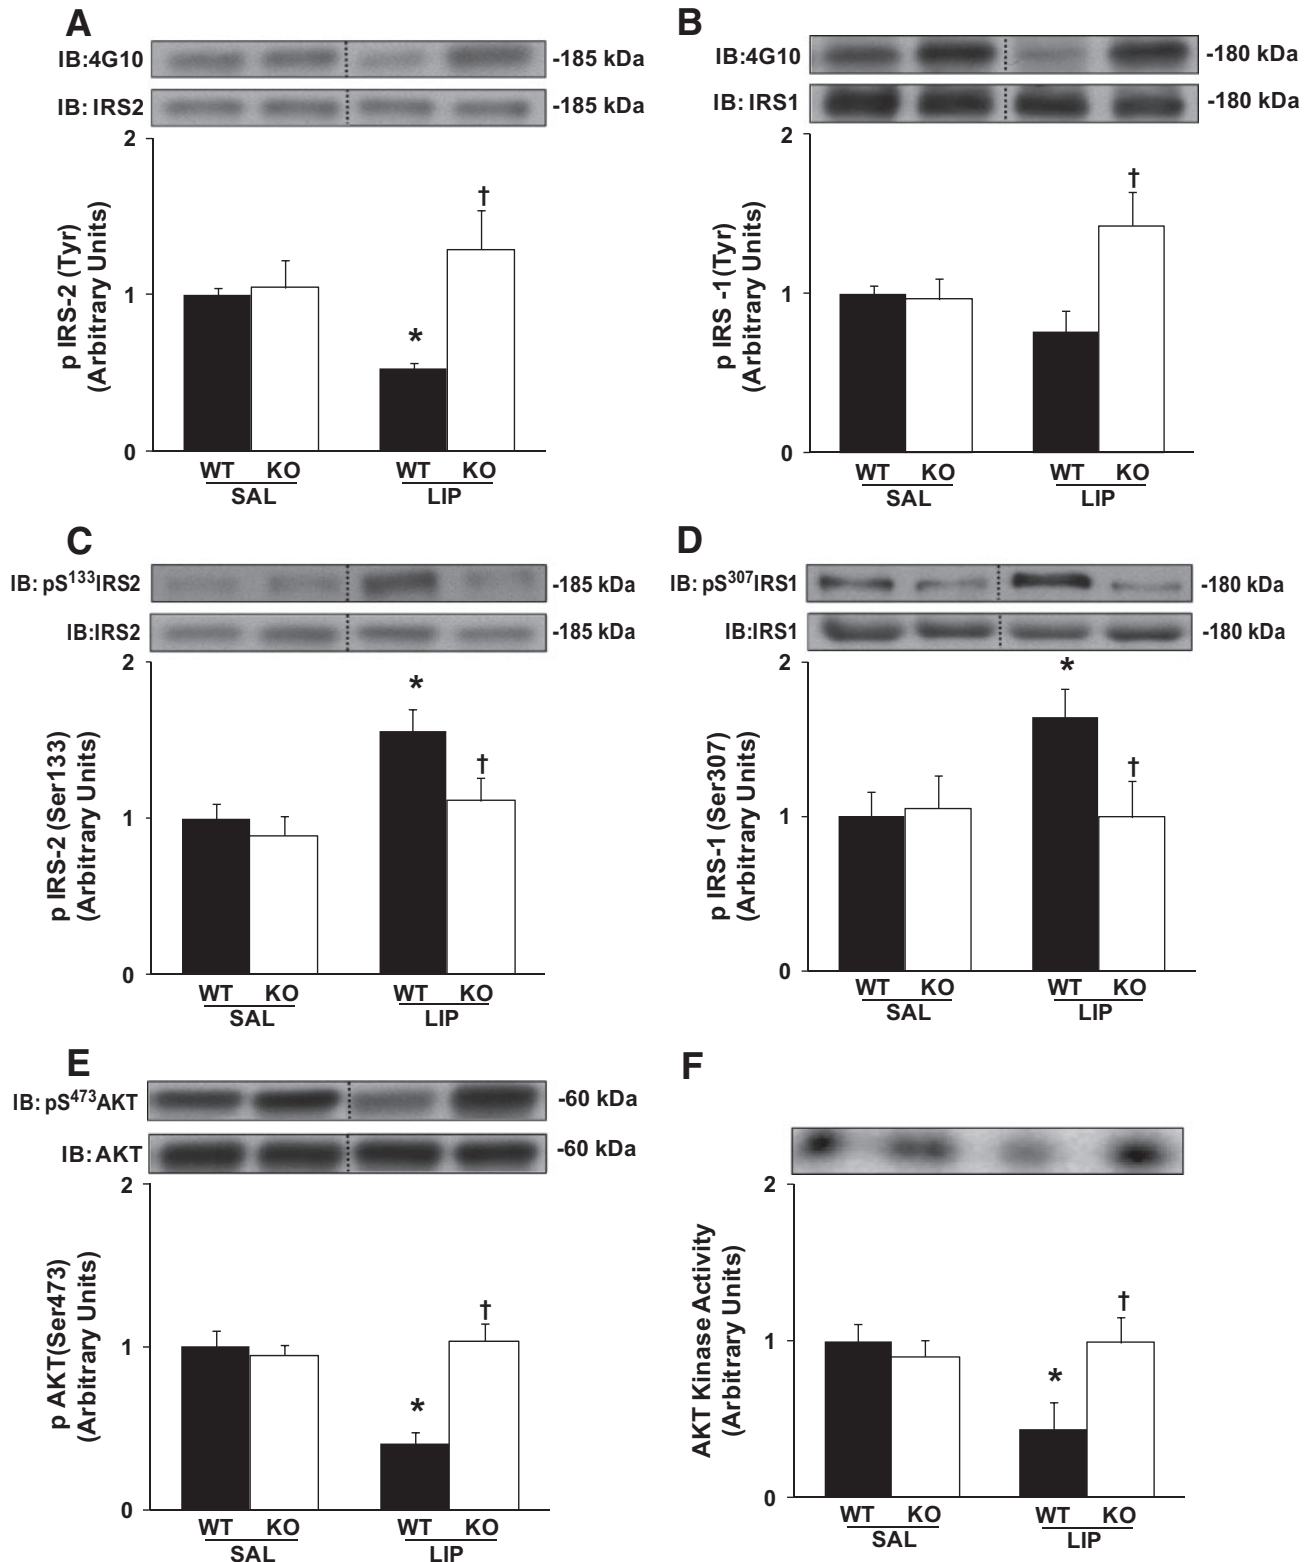 A
IB:4G10
-185 kDa
IB: IRS2
-185 kDa
2
1
0
p IRS-2 (Tyr)
(Arbitrary Units)
*
†
WT KO WT KO
SAL LIP
B
IB:4G10
-180 kDa
IB: IRS1
-180 kDa
2
1
0
p IRS -1(Tyr)
(Arbitrary Units)
†
WT KO WT KO
SAL LIP
C
IB: pS133IRS2
-185 kDa
IB:IRS2
-185 kDa
2
1
0
p IRS-2 (Ser133)
(Arbitrary Units)
*
†
WT KO WT KO
SAL LIP
D
IB: pS307IRS1
-180 kDa
IB:IRS1
-180 kDa
2
1
0
p IRS-1 (Ser307)
(Arbitrary Units)
*
†
WT KO WT KO
SAL LIP
E
IB: pS473AKT
-60 kDa
IB: AKT
-60 kDa
2
1
0
p AKT(Ser473)
(Arbitrary Units)
*
†
WT KO WT KO
SAL LIP
F
2
1
0
AKT Kinase Activity
(Arbitrary Units)
*
†
WT KO WT KO
SAL LIP